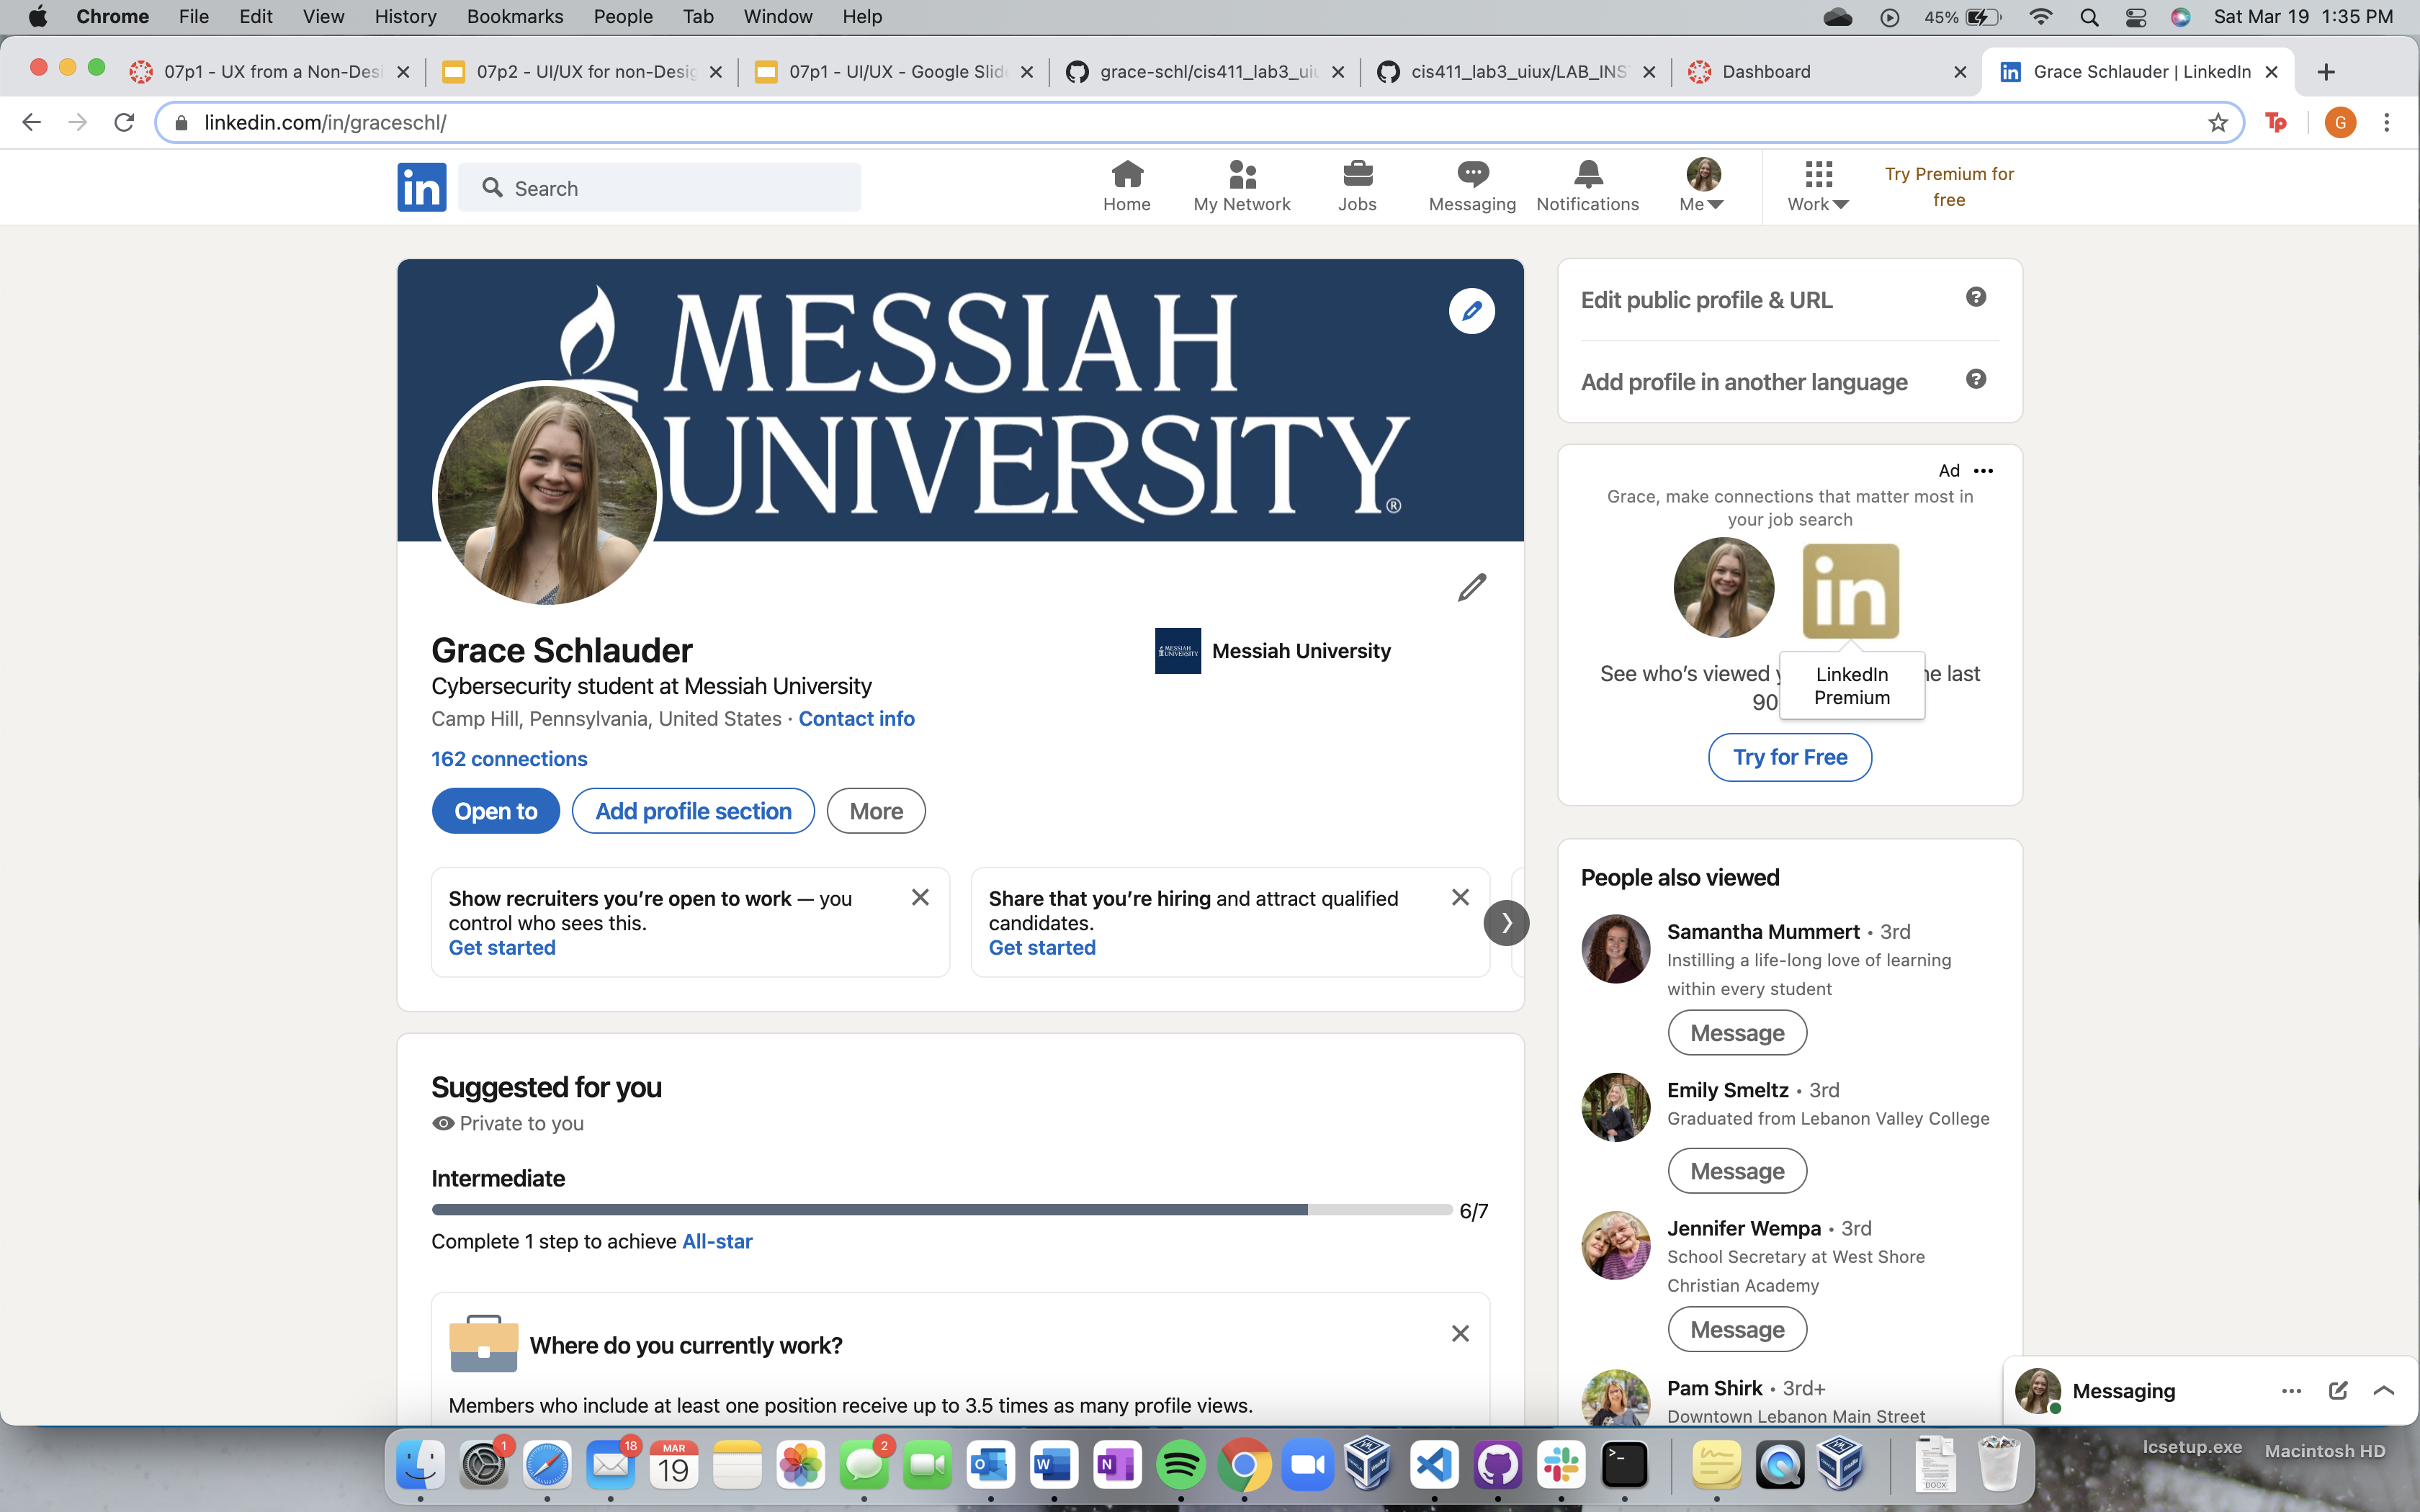 Chrome File Edit View History Bookmarks People Tab Window Help 45% Sat Mar 19 1:35 PM
07p1 - UX from a Non-Desi 07p2 - UI/UX for non-Desig 07p1 - UI/UX - Google Slid grace-schl/cis411_lab3_ui cis411_lab3_uiux/LAB_INS Dashboard Grace Schlauder | LinkedIn
linkedin.com/in/graceschl/ Tp G
in Search Home My Network Jobs Messaging Notifications Me Work
Try Premium for
free
MESSIAH
UNIVERSITY®
Grace Schlauder
Cybersecurity student at Messiah University
Camp Hill, Pennsylvania, United States · Contact info
162 connections
MESSIAH
UNIVERSITY
Messiah University
Open to Add profile section More
Show recruiters you're open to work — you
control who sees this.
Get started
Share that you're hiring and attract qualified
candidates.
Get started
Suggested for you
Private to you
Intermediate
6/7
Complete 1 step to achieve All-star
Where do you currently work?
Members who include at least one position receive up to 3.5 times as many profile views.
Edit public profile & URL
Add profile in another language
Ad
Grace, make connections that matter most in
your job search
in
See who's viewed y
ne last
90
LinkedIn
Premium
Try for Free
People also viewed
Samantha Mummert • 3rd
Instilling a life-long love of learning
within every student
Message
Emily Smeltz • 3rd
Graduated from Lebanon Valley College
Message
Jennifer Wempa • 3rd
School Secretary at West Shore
Christian Academy
Message
Pam Shirk • 3rd+
Downtown Lebanon Main Street
Messaging
lcsetup.exe Macintosh HD
1 18 MAR 19 2 O W N DOCX